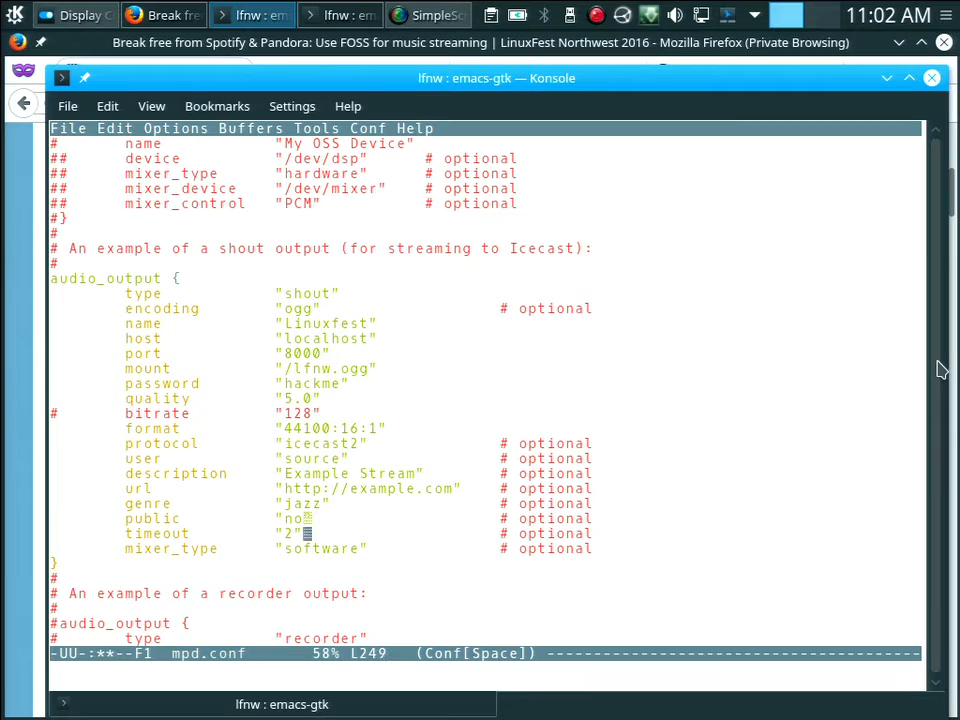 Display C
Break fre
lfnw : em
lfnw : em
SimpleSc
11:02 AM
Break free from Spotify & Pandora: Use FOSS for music streaming | LinuxFest Northwest 2016 - Mozilla Firefox (Private Browsing)
lfnw : emacs-gtk — Konsole
File Edit View Bookmarks Settings Help
File Edit Options Buffers Tools Conf Help
# name "My OSS Device"
## device "/dev/dsp" # optional
## mixer_type "hardware" # optional
## mixer_device "/dev/mixer" # optional
## mixer_control "PCM" # optional
#}
#
# An example of a shout output (for streaming to Icecast):
#
audio_output {
type "shout"
encoding "ogg" # optional
name "Linuxfest"
host "localhost"
port "8000"
mount "/lfnw.ogg"
password "hackme"
quality "5.0"
# bitrate "128"
format "44100:16:1"
protocol "icecast2" # optional
user "source" # optional
description "Example Stream" # optional
url "http://example.com" # optional
genre "jazz" # optional
public "no" # optional
timeout "2" # optional
mixer_type "software" # optional
}
#
# An example of a recorder output:
#
#audio_output {
# type "recorder"
-UU-:**--F1 mpd.conf 58% L249 (Conf[Space]) ----------------------------------------
lfnw : emacs-gtk